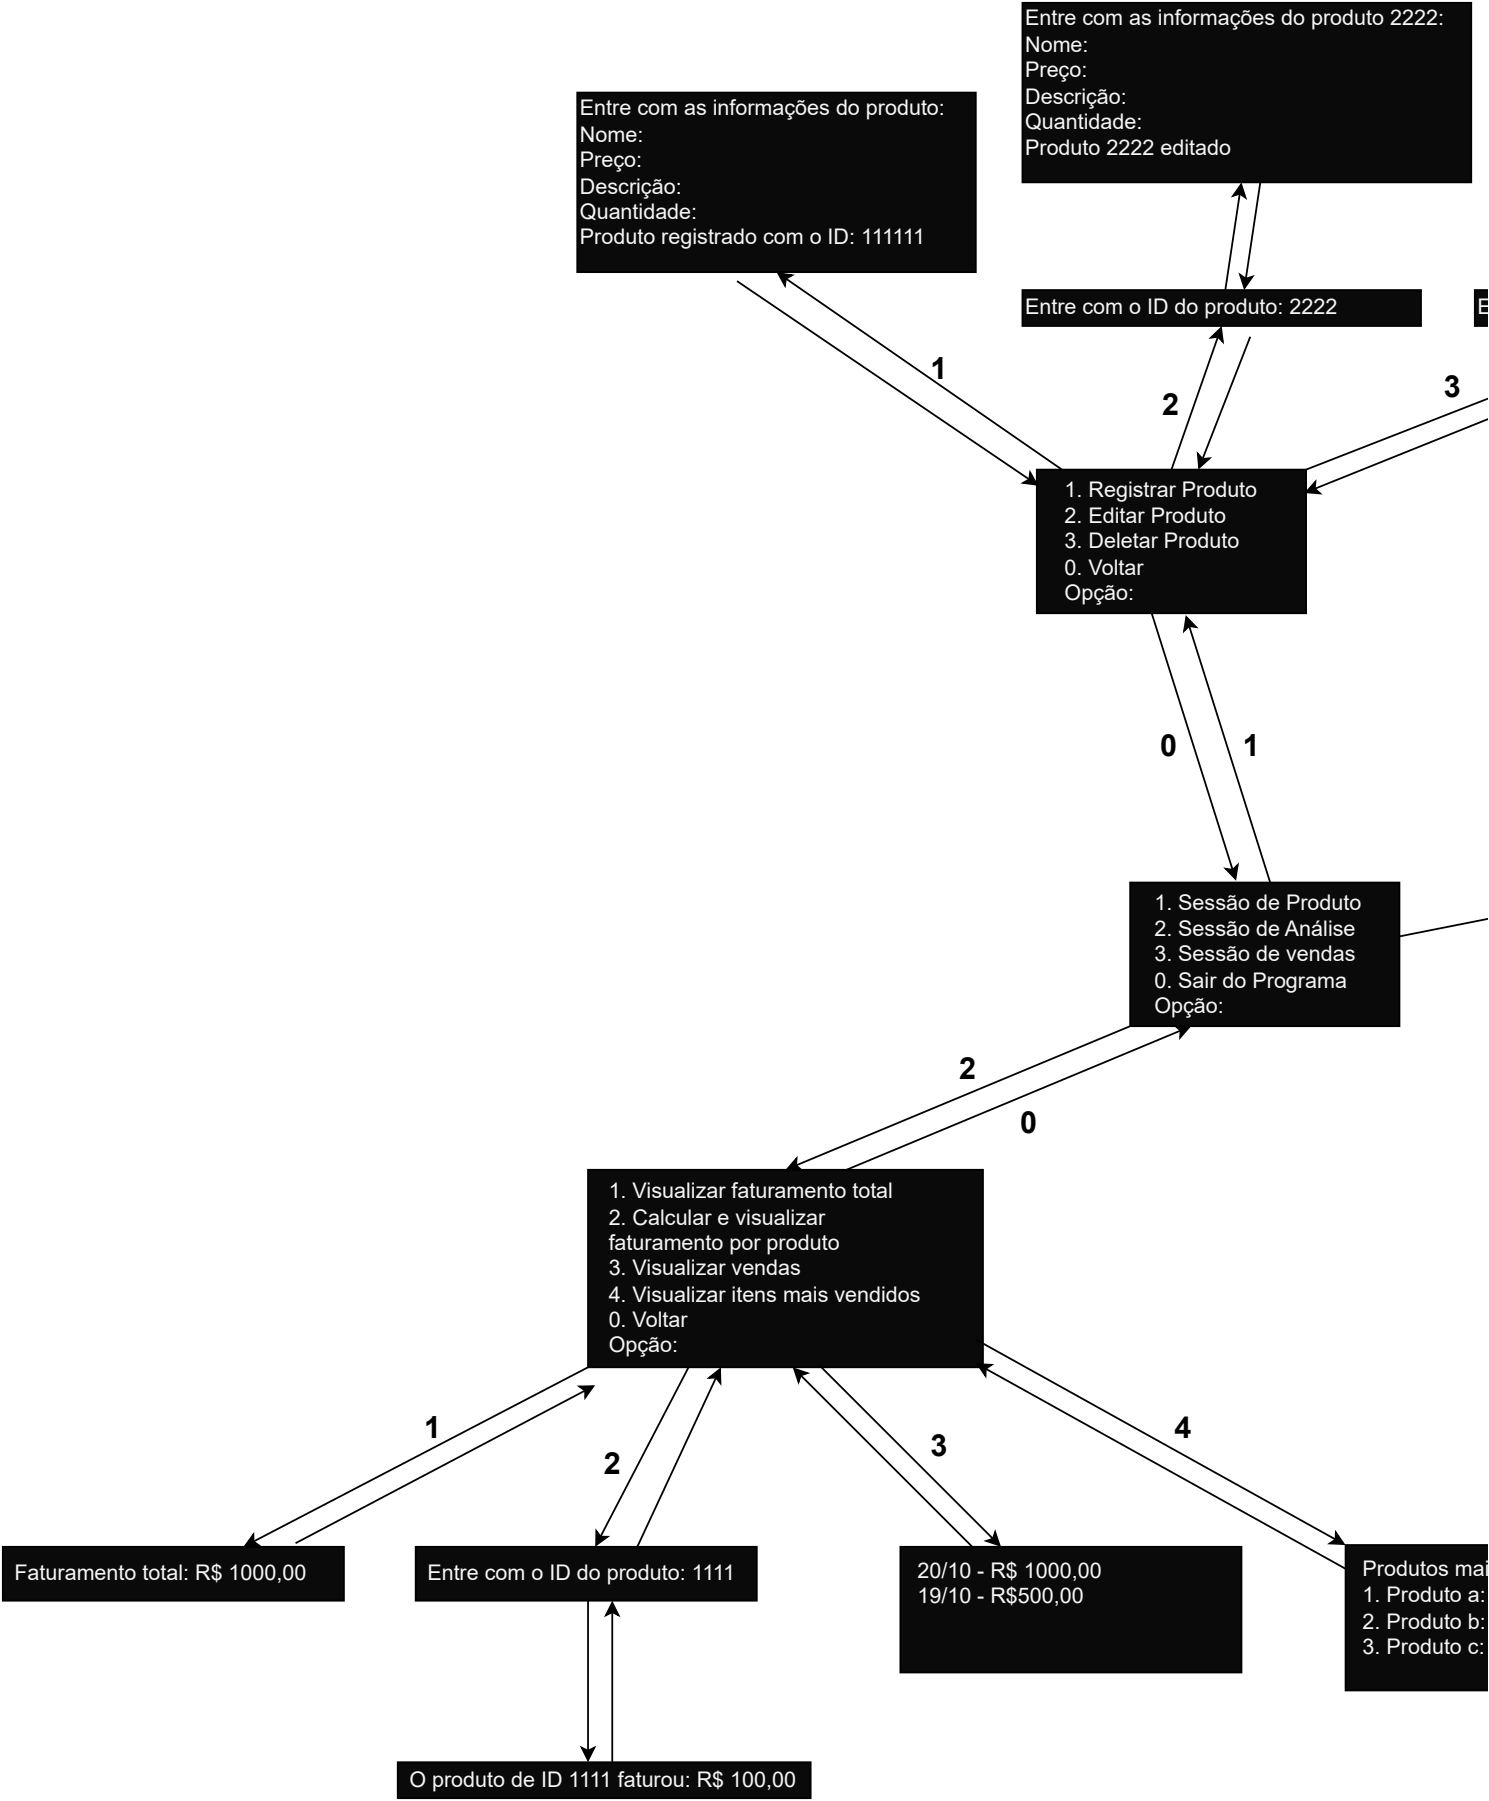 Entre com as informações do produto 2222:
Nome:
Preço:
Descrição:
Quantidade:
Produto 2222 editado
Entre com as informações do produto:
Nome:
Preço:
Descrição:
Quantidade:
Produto registrado com o ID: 111111
Entre com o ID do produto: 2222
1
2
3
1. Registrar Produto
2. Editar Produto
3. Deletar Produto
0. Voltar
Opção:
0
1
1. Sessão de Produto
2. Sessão de Análise
3. Sessão de vendas
0. Sair do Programa
Opção:
2
0
1. Visualizar faturamento total
2. Calcular e visualizar
faturamento por produto
3. Visualizar vendas
4. Visualizar itens mais vendidos
0. Voltar
Opção:
1
2
3
4
Faturamento total: R$ 1000,00
Entre com o ID do produto: 1111
20/10 - R$ 1000,00
19/10 - R$500,00
Produtos mai
1. Produto a:
2. Produto b:
3. Produto c:
O produto de ID 1111 faturou: R$ 100,00